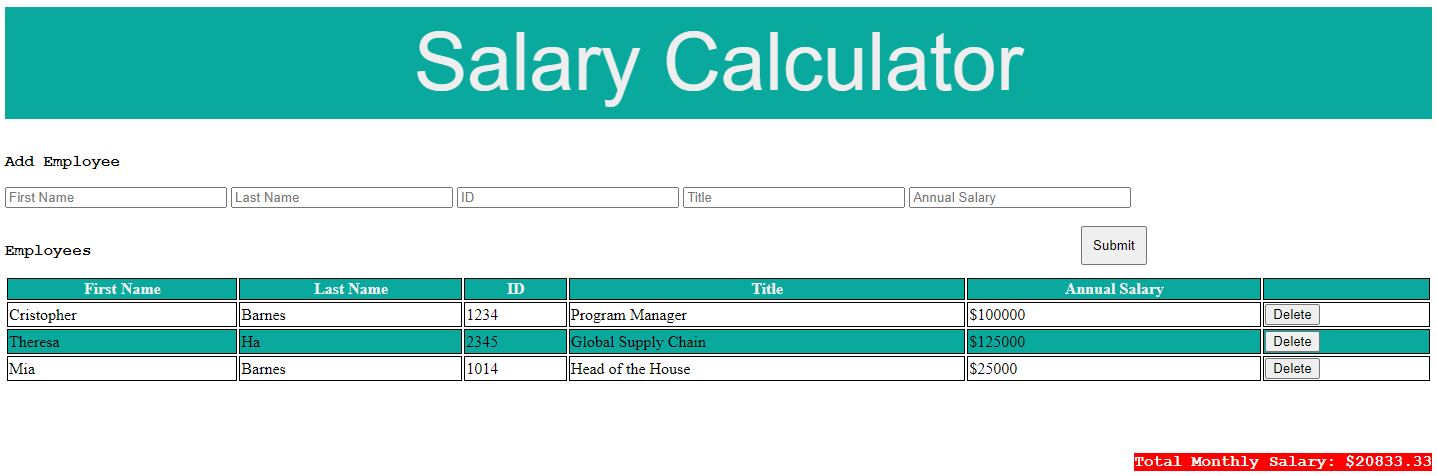 Salary Calculator
Add Employee
First Name Last Name ID Title Annual Salary
Submit
Employees
First Name Last Name ID Title Annual Salary
Cristopher Barnes 1234 Program Manager $100000 Delete
Theresa Ha 2345 Global Supply Chain $125000 Delete
Mia Barnes 1014 Head of the House $25000 Delete
Total Monthly Salary: $20833.33